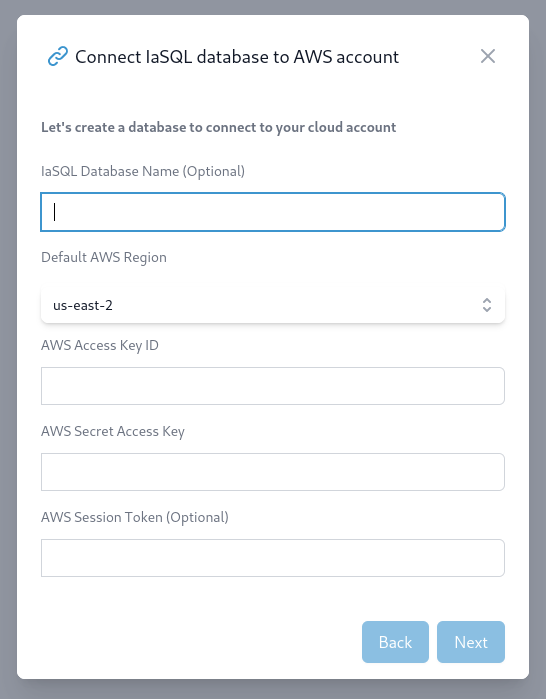 Connect IaSQL database to AWS account
Let's create a database to connect to your cloud account
IaSQL Database Name (Optional)
Default AWS Region
us-east-2
AWS Access Key ID
AWS Secret Access Key
AWS Session Token (Optional)
Back Next